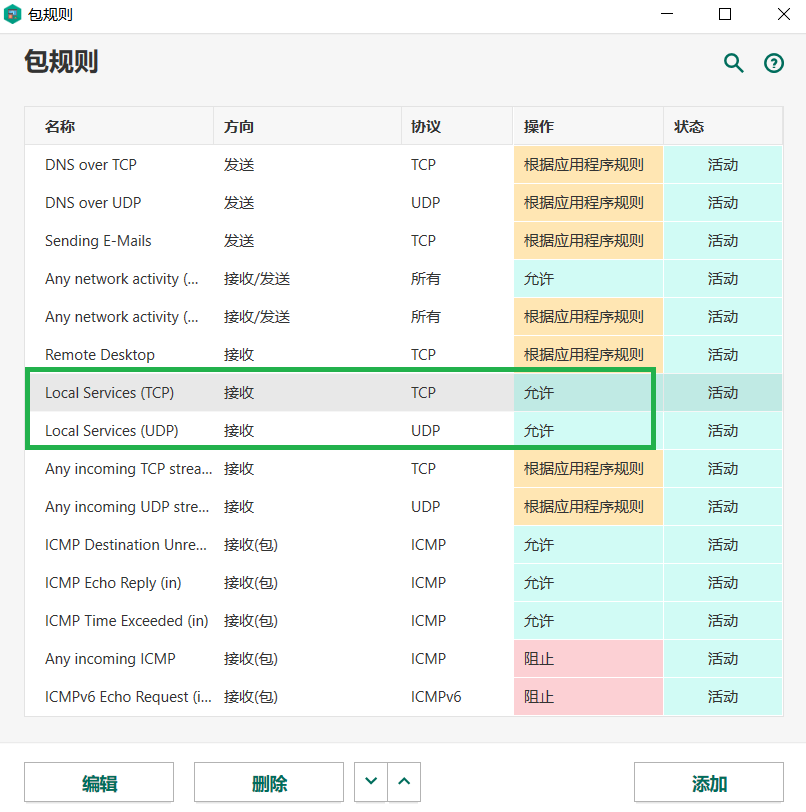 包规则
包规则
名称 方向 协议 操作 状态
DNS over TCP 发送 TCP 根据应用程序规则 活动
DNS over UDP 发送 UDP 根据应用程序规则 活动
Sending E-Mails 发送 TCP 根据应用程序规则 活动
Any network activity (... 接收/发送 所有 允许 活动
Any network activity (... 接收/发送 所有 根据应用程序规则 活动
Remote Desktop 接收 TCP 根据应用程序规则 活动
Local Services (TCP) 接收 TCP 允许 活动
Local Services (UDP) 接收 UDP 允许 活动
Any incoming TCP strea... 接收 TCP 根据应用程序规则 活动
Any incoming UDP stre... 接收 UDP 根据应用程序规则 活动
ICMP Destination Unre... 接收(包) ICMP 允许 活动
ICMP Echo Reply (in) 接收(包) ICMP 允许 活动
ICMP Time Exceeded (in) 接收(包) ICMP 允许 活动
Any incoming ICMP 接收(包) ICMP 阻止 活动
ICMPv6 Echo Request (i... 接收(包) ICMPv6 阻止 活动
编辑 删除 添加